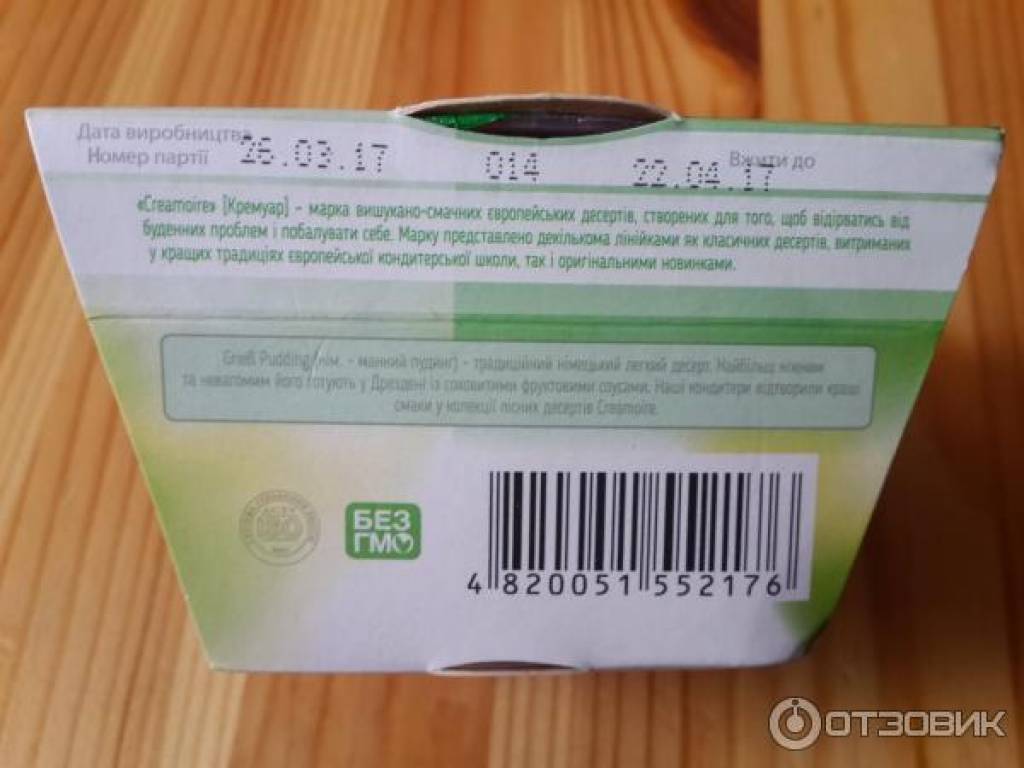 Дата виробництва 26.03.17 014 Вжити до 22.04.17
Номер партії
«Creamoire» [Кремуар] – марка вишукано-смачних європейських десертів, створених для того, щоб відірватись від
буденних проблем і побалувати себе. Марку представлено декількома лінійками як класичних десертів, витриманих
у кращих традиціях європейської кондитерської школи, так і оригінальними новинками.
Grieß Pudding (нім. - манний пудинг) - традиційний німецький легкий десерт. Найбільш ніжним
та невагомим його готують у Дрездені із соковитими фруктовими соусами. Наші кондитери відтворили кращі
смаки у колекції лісних десертів Creamoire.
БЕЗ
ГМО
4 820051 552176
ОТЗОВИК